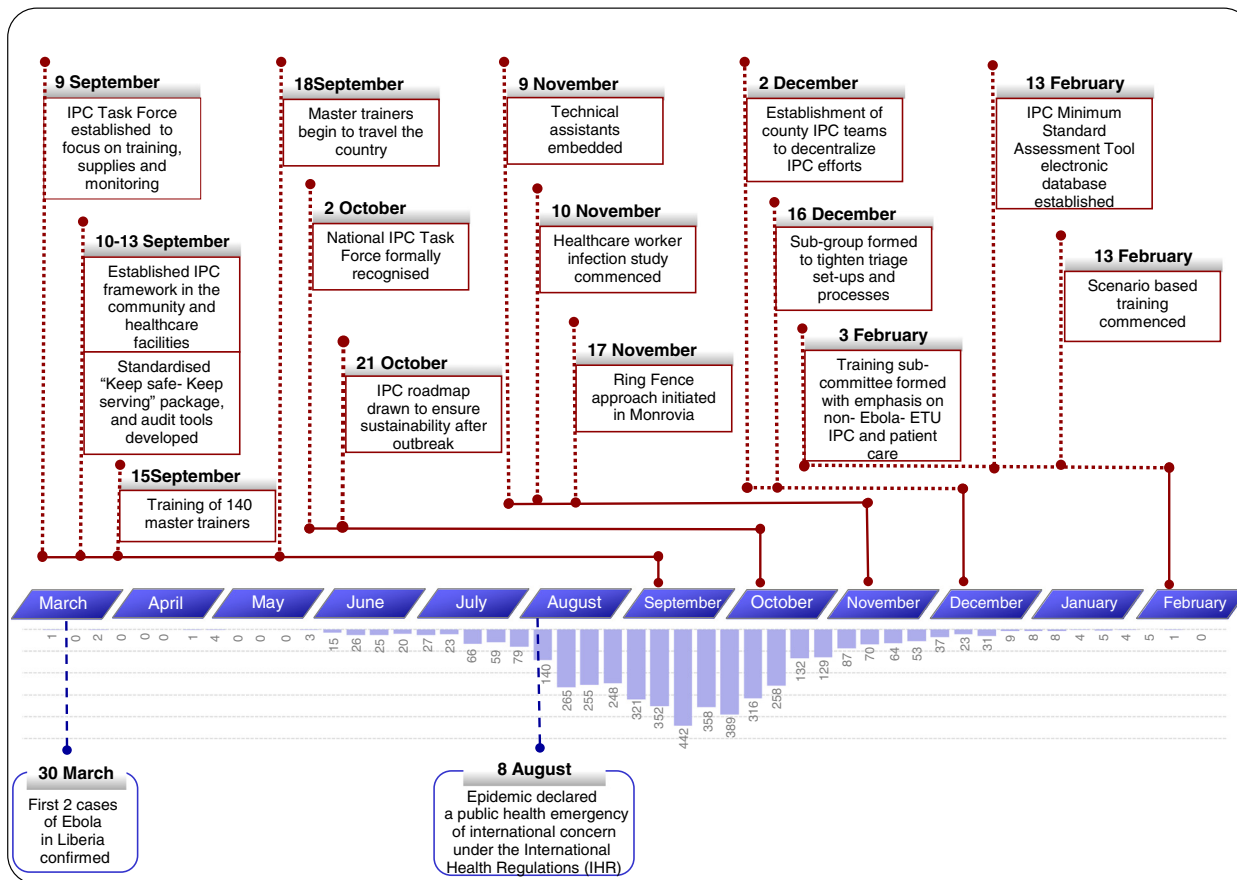 9 September
IPC Task Force
established to
focus on training,
supplies and
monitoring
10-13 September
Established IPC
framework in the
community and
healthcare
facilities
Standardised
“Keep safe- Keep
serving” package,
and audit tools
developed
15September
Training of 140
master trainers
18September
Master trainers
begin to travel the
country
2 October
National IPC Task
Force formally
recognised
21 October
IPC roadmap
drawn to ensure
sustainability after
outbreak
9 November
Technical
assistants
embedded
10 November
Healthcare worker
infection study
commenced
17 November
Ring Fence
approach initiated
in Monrovia
2 December
Establishment of
county IPC teams
to decentralize
IPC efforts
16 December
Sub-group formed
to tighten triage
set-ups and
processes
3 February
Training sub-
committee formed
with emphasis on
non- Ebola- ETU
IPC and patient
care
13 February
IPC Minimum
Standard
Assessment Tool
electronic
database
established
13 February
Scenario based
training
commenced
March April May June July August September October November December January February
1 0 2 0 0 0 1 4 0 0 0 3 15 26 25 20 27 23 66 59 79 140 265 255 248 321 352 442 358 389 316 258 132 129 87 70 64 53 37 23 31 9 8 8 4 5 4 5 1 0
30 March
First 2 cases
of Ebola
in Liberia
confirmed
8 August
Epidemic declared
a public health emergency
of international concern
under the International
Health Regulations (IHR)